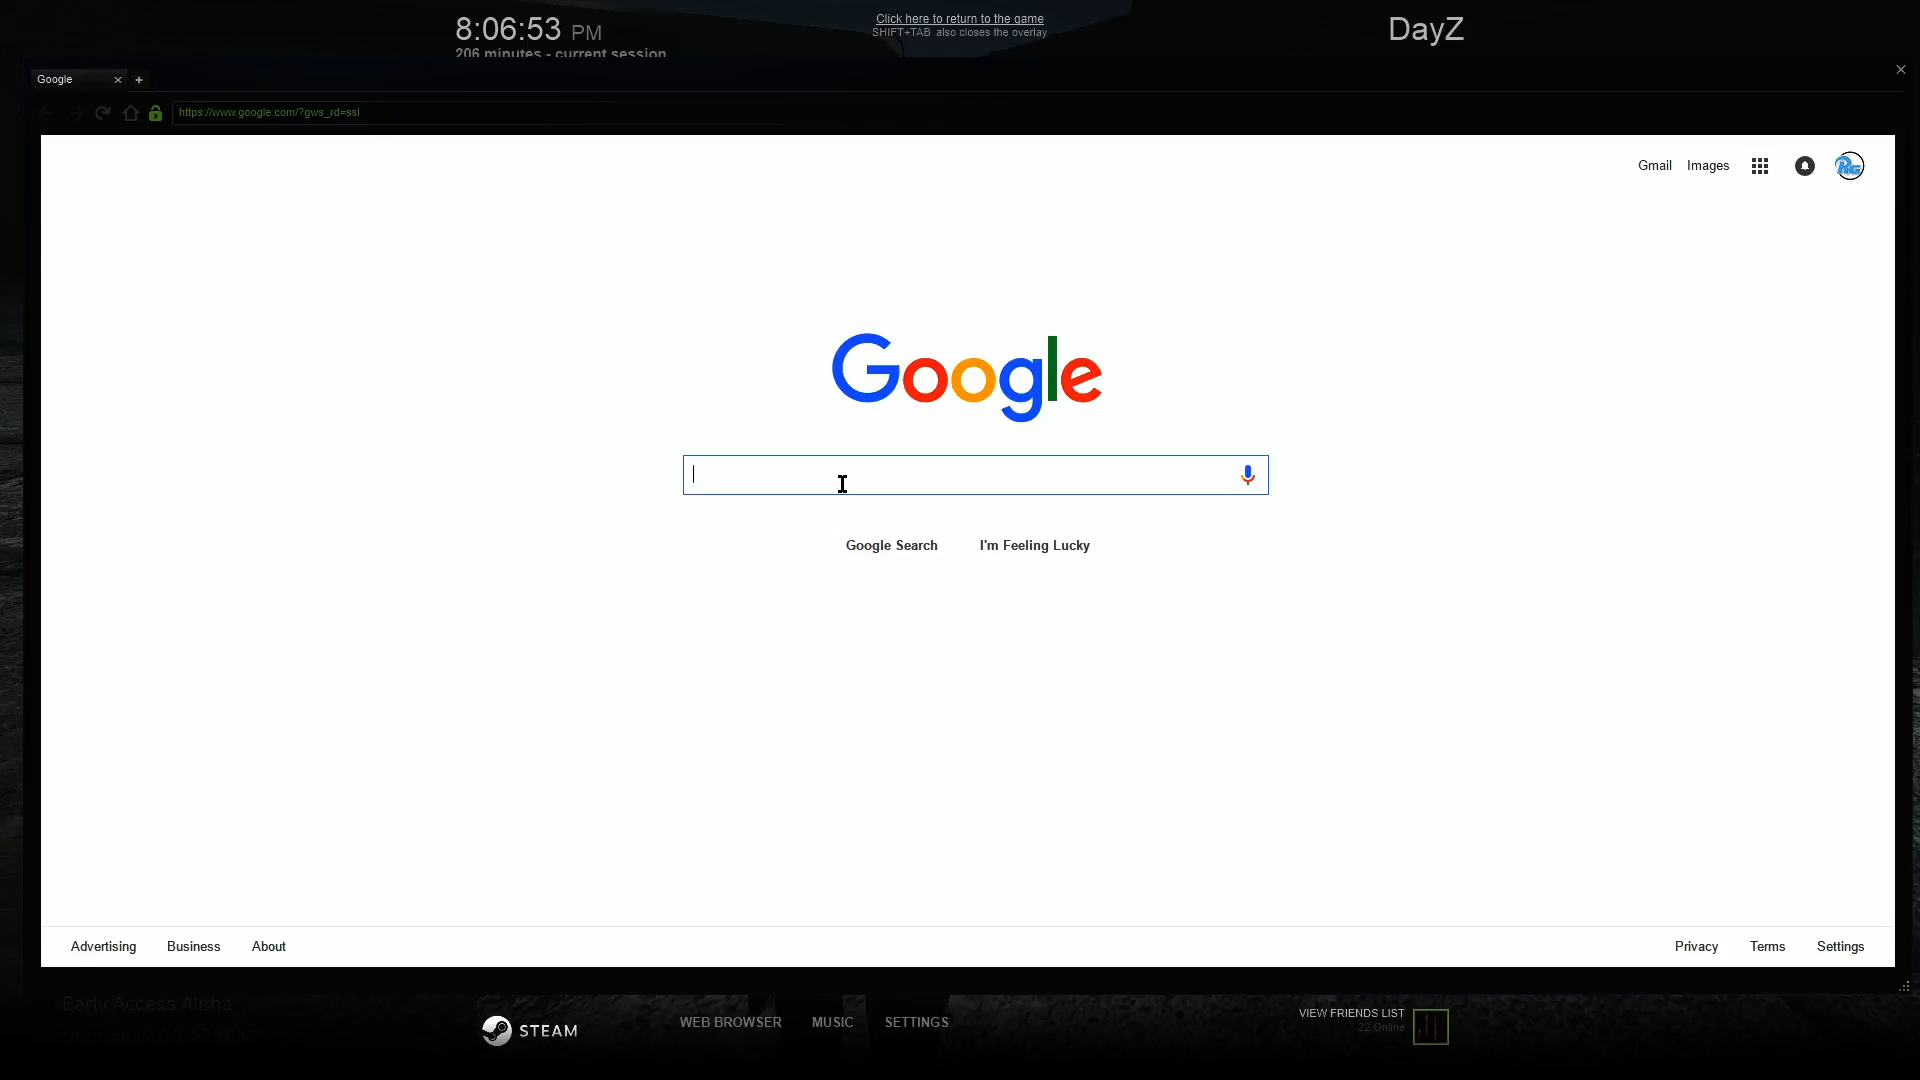 8:06:53 PM
206 minutes - current session
Click here to return to the game
SHIFT+TAB also closes the overlay
DayZ
Google
https://www.google.com/?gws_rd=ssl
Gmail Images
RG
Google
Google Search I'm Feeling Lucky
Advertising Business About
Privacy Terms Settings
Early Access Alpha
STEAM
WEB BROWSER MUSIC SETTINGS
VIEW FRIENDS LIST
22 Online